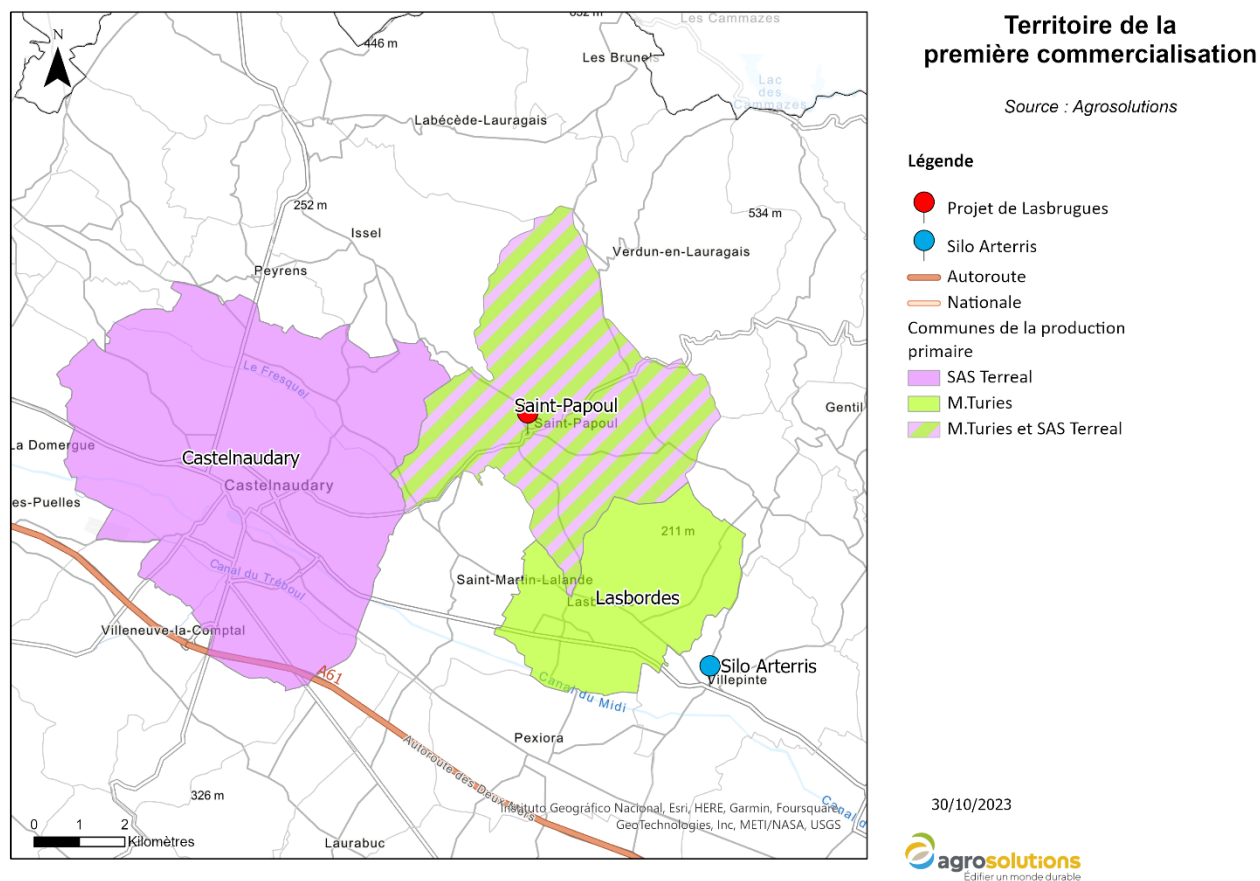 Territoire de la
première commercialisation
Source : Agrosolutions
Légende
Projet de Lasbrugues
Silo Arterris
Autoroute
Nationale
Communes de la production
primaire
SAS Terreal
M.Turies
M.Turies et SAS Terreal
30/10/2023
agrosolutions
Édifier un monde durable
N
446 m
Les Cammazes
Les Brunels
Lac
des
Cammazes
Labécède-Lauragais
252 m
534 m
Issel
Verdun-en-Lauragais
Peyrens
Le Fresquel
Saint-Papoul
Saint-Papoul
Gentil
La Domergue
Castelnaudary
Castelnaudary
es-Puelles
211 m
Canal du Tréboul
Saint-Martin-Lalande
Lasb
Lasbordes
Villeneuve-la-Comptal
A61
Silo Arterris
Villepinte
Canal du Midi
Pexiora
Autoroute des Deux Mers
326 m
Canal d
Instituto Geográfico Nacional, Esri, HERE, Garmin, Foursquare,
GeoTechnologies, Inc, METI/NASA, USGS
0 1 2
Kilomètres
Laurabuc